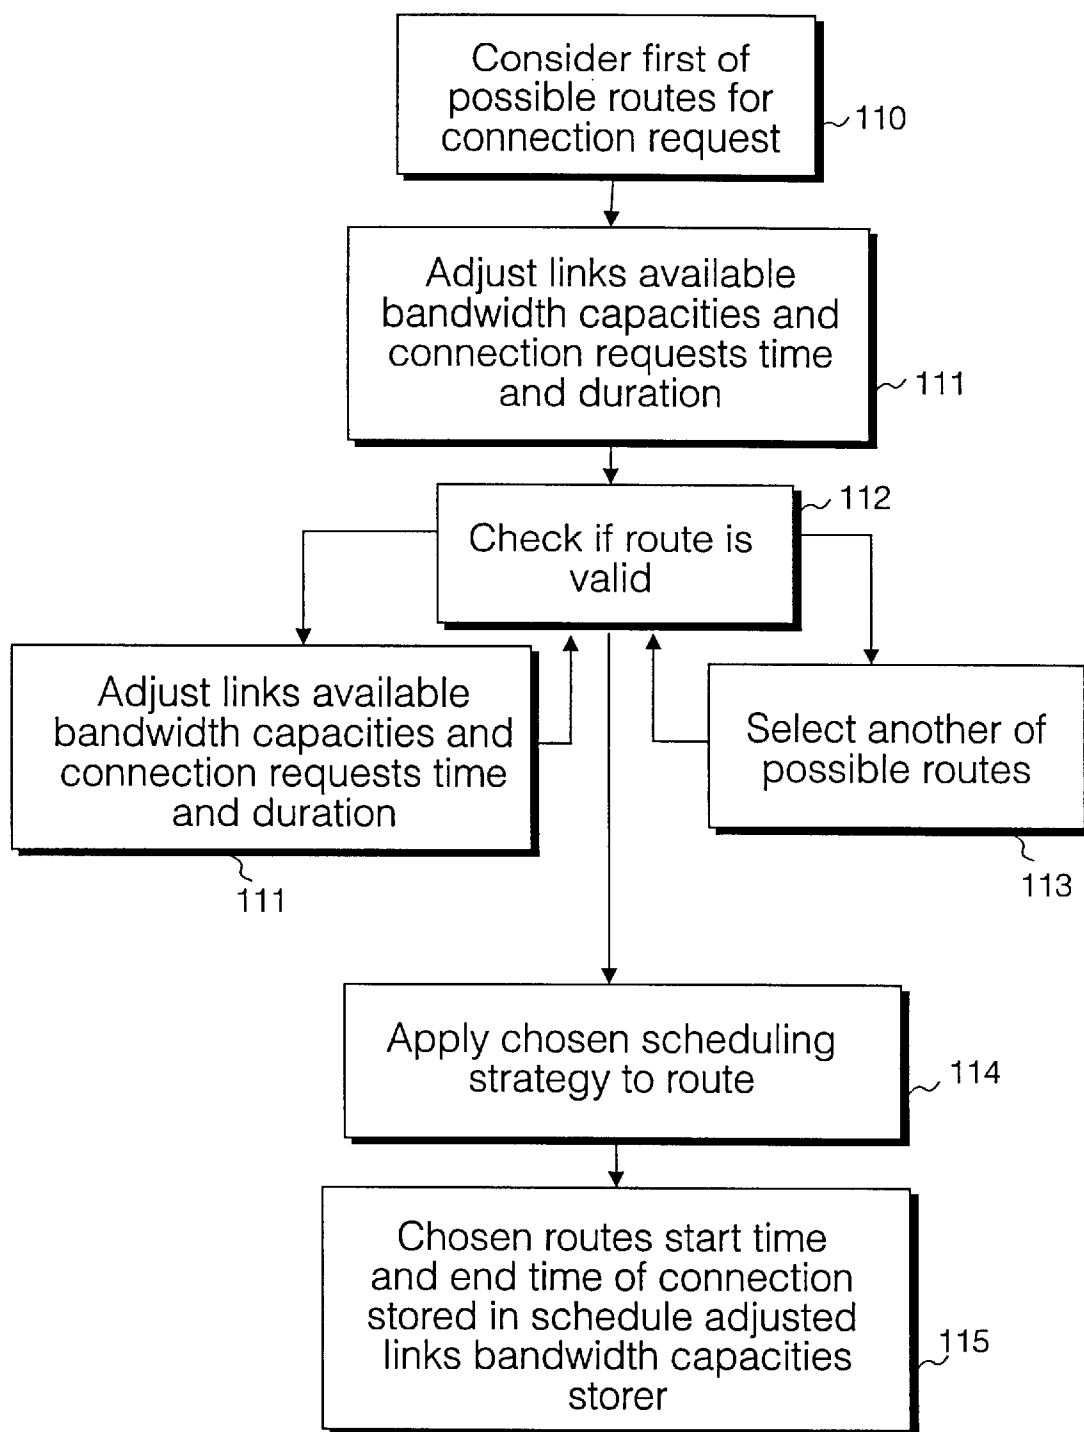 Consider first of
possible routes for
connection request
110
Adjust links available
bandwidth capacities and
connection requests time
and duration
111
112
Check if route is
valid
Adjust links available
bandwidth capacities and
connection requests time
and duration
111
Select another of
possible routes
113
Apply chosen scheduling
strategy to route
114
Chosen routes start time
and end time of connection
stored in schedule adjusted
links bandwidth capacities
storer
115